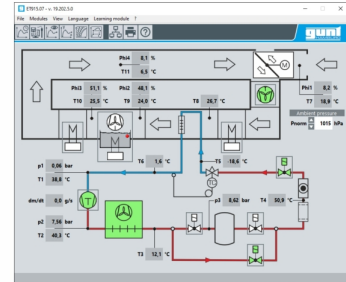 ET915.07 - v. 19.202.5.0
File Modules View Language Learning module ?
gunt
Phi4 8,1 %
T11 6,5 °C
Phi3 51,1 % Phi2 48,1 % Phi1 8,2 %
T10 25,5 °C T9 24,0 °C T8 26,7 °C T7 18,9 °C
Ambient pressure
Pnorm 1015 hPa
M
M
M
p1 0,06 bar T6 1,6 °C T5 -18,6 °C
T1 38,8 °C
TC
dm/dt 0,0 g/s p3 8,62 bar T4 50,9 °C
p2 7,56 bar
T2 40,3 °C
T3 12,1 °C